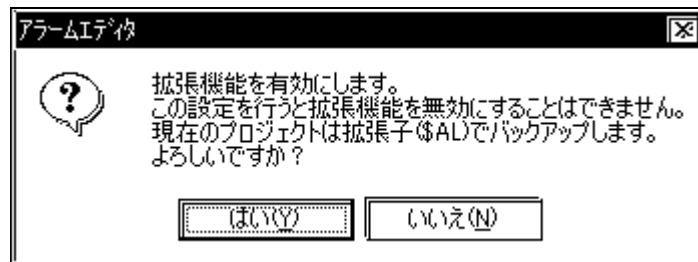 アラームエディタ
拡張機能を有効にします。
この設定を行うと拡張機能を無効にすることはできません。
現在のプロジェクトは拡張子($AL)でバックアップします。
よろしいですか？
はい(Y) いいえ(N)